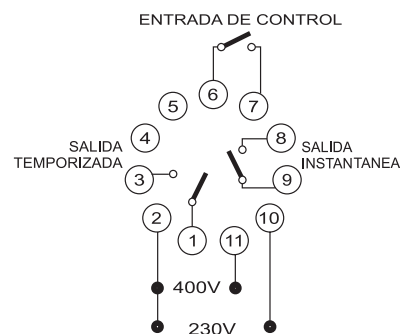 ENTRADA DE CONTROL
6
7
5
4
8
SALIDA
TEMPORIZADA
SALIDA
INSTANTANEA
3
9
2
10
1
11
400V
230V